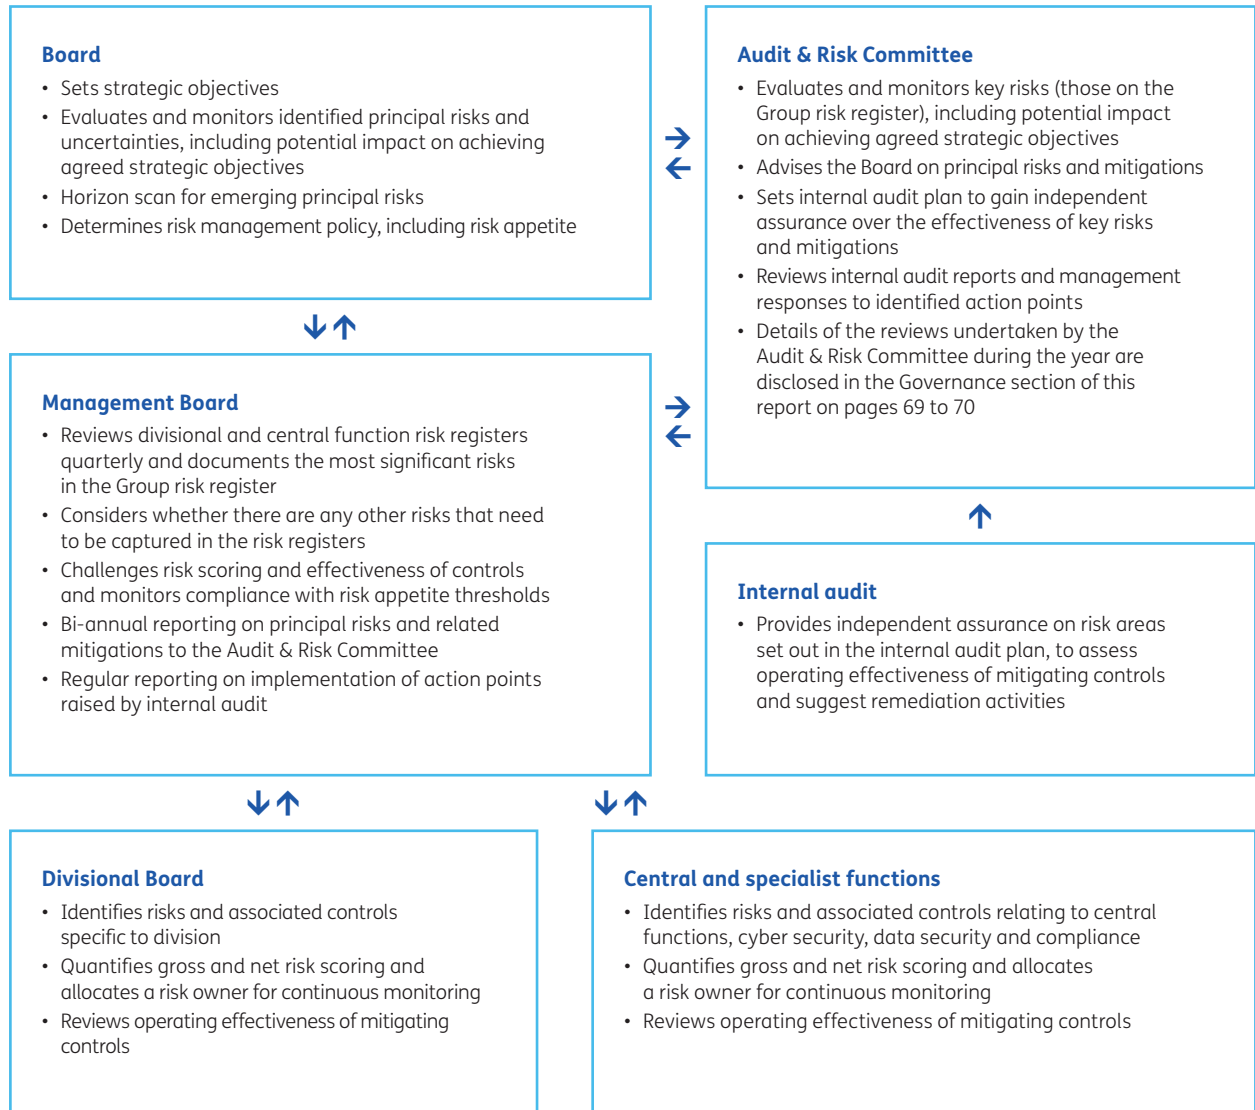 Board
• Sets strategic objectives
• Evaluates and monitors identified principal risks and
uncertainties, including potential impact on achieving
agreed strategic objectives
• Horizon scan for emerging principal risks
• Determines risk management policy, including risk appetite
Audit & Risk Committee
• Evaluates and monitors key risks (those on the
Group risk register), including potential impact
on achieving agreed strategic objectives
• Advises the Board on principal risks and mitigations
• Sets internal audit plan to gain independent
assurance over the effectiveness of key risks
and mitigations
• Reviews internal audit reports and management
responses to identified action points
• Details of the reviews undertaken by the
Audit & Risk Committee during the year are
disclosed in the Governance section of this
report on pages 69 to 70
Management Board
• Reviews divisional and central function risk registers
quarterly and documents the most significant risks
in the Group risk register
• Considers whether there are any other risks that need
to be captured in the risk registers
• Challenges risk scoring and effectiveness of controls
and monitors compliance with risk appetite thresholds
• Bi-annual reporting on principal risks and related
mitigations to the Audit & Risk Committee
• Regular reporting on implementation of action points
raised by internal audit
Internal audit
• Provides independent assurance on risk areas
set out in the internal audit plan, to assess
operating effectiveness of mitigating controls
and suggest remediation activities
Divisional Board
• Identifies risks and associated controls
specific to division
• Quantifies gross and net risk scoring and
allocates a risk owner for continuous monitoring
• Reviews operating effectiveness of mitigating
controls
Central and specialist functions
• Identifies risks and associated controls relating to central
functions, cyber security, data security and compliance
• Quantifies gross and net risk scoring and allocates
a risk owner for continuous monitoring
• Reviews operating effectiveness of mitigating controls